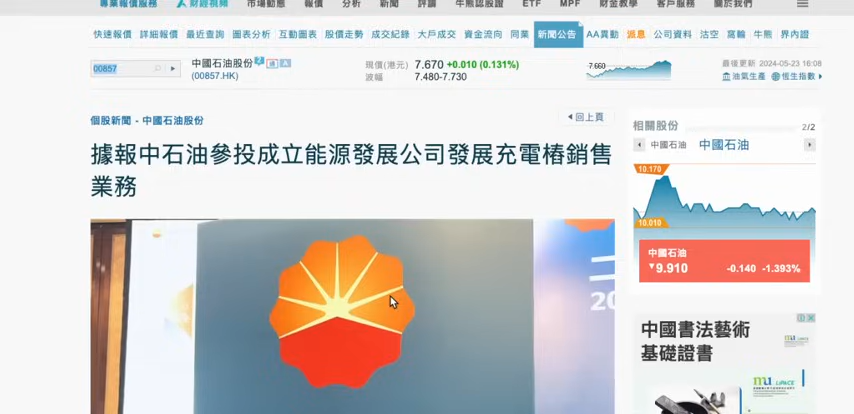 專業報價服務 財經視頻 市場動態 報價 分析 新聞 評論 牛熊認股證 ETF MPF 財金教學 客戶服務 關於我們
快速報價 詳細報價 最近查詢 圖表分析 互動圖表 股價走勢 成交紀錄 大戶成交 資金流向 同業 新聞公告 AA異動 派息 公司資料 沽空 窩輪 牛熊 界內證
00857
中國石油股份
(00857.HK)
現價(港元) 7.670 +0.010 (0.131%)
波幅 7.480-7.730
7.660
最後更新 2024-05-23 16:08
油氣生產 恆生指數
個股新聞 - 中國石油股份
回上頁
據報中石油參投成立能源發展公司發展充電樁銷售
業務
20
相關股份 2/2
中國石油 中國石油
10.170
10.010
中國石油
▼9.910 -0.140 -1.393%
中國書法藝術
基礎證書
mu LiPACE
mu LiPACE